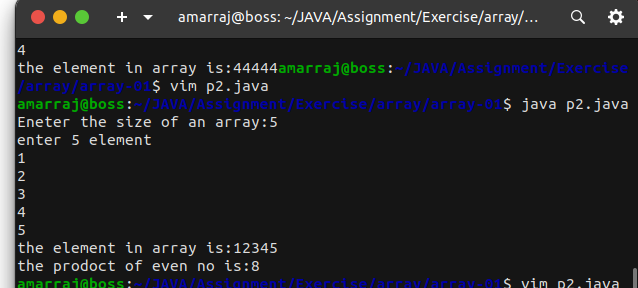 amarraj@boss: ~/JAVA/Assignment/Exercise/array/...
4
the element in array is:44444amarraj@boss:~/JAVA/Assignment/Exercise
/array/array-01$ vim p2.java
amarraj@boss:~/JAVA/Assignment/Exercise/array/array-01$ java p2.java
Eneter the size of an array:5
enter 5 element
1
2
3
4
5
the element in array is:12345
the prodoct of even no is:8
amarraj@boss:~/JAVA/Assignment/Exercise/array/array-01$ vim p2.java